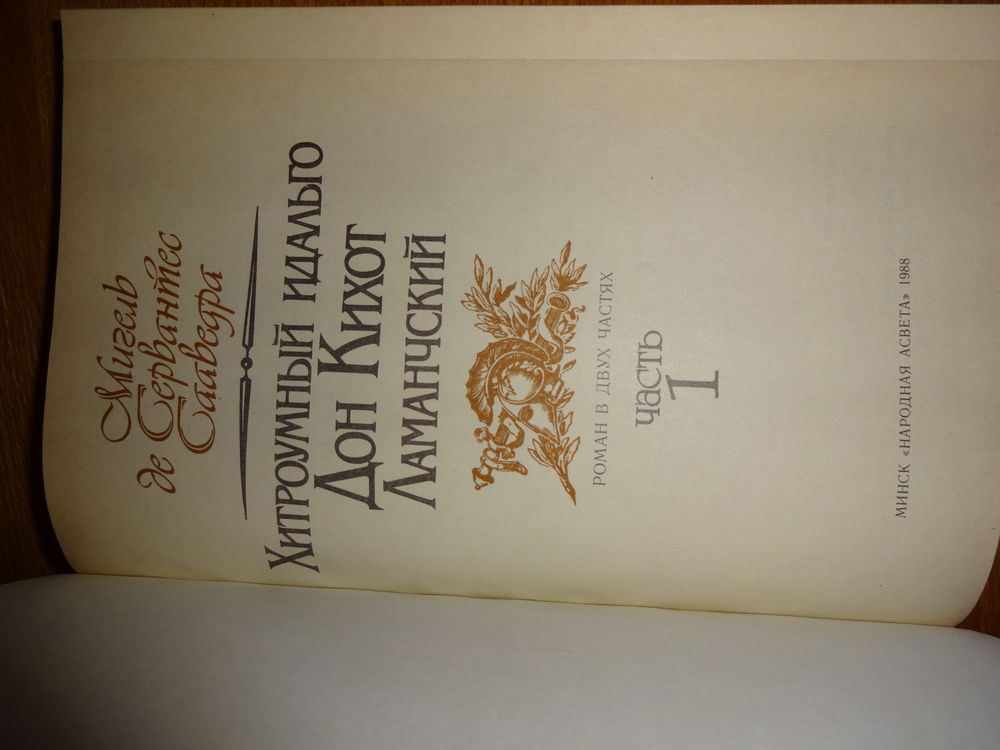 Мигель
де Сервантес
Сааведра
Хитроумный идальго
Дон Кихот
Ламанчский
РОМАН В ДВУХ ЧАСТЯХ
ЧАСТЬ
1
МИНСК «НАРОДНАЯ АСВЕТА» 1988